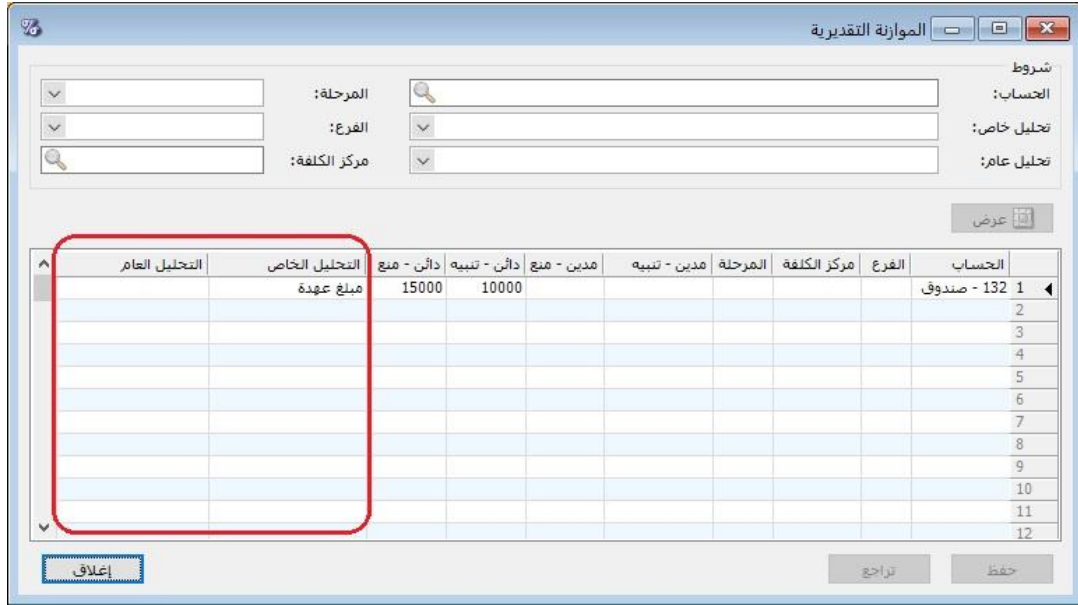 الموازنة التقديرية
شروط
الحساب: المرحلة:
تحليل خاص: الفرع:
تحليل عام: مركز الكلفة:
عرض
الحساب الفرع مركز الكلفة المرحلة مدين - تنبيه مدين - منع دائن - تنبيه دائن - منع التحليل الخاص التحليل العام
1 132 - صندوق 10000 15000 مبلغ عهدة
2
3
4
5
6
7
8
9
10
11
12
حفظ تراجع إغلاق